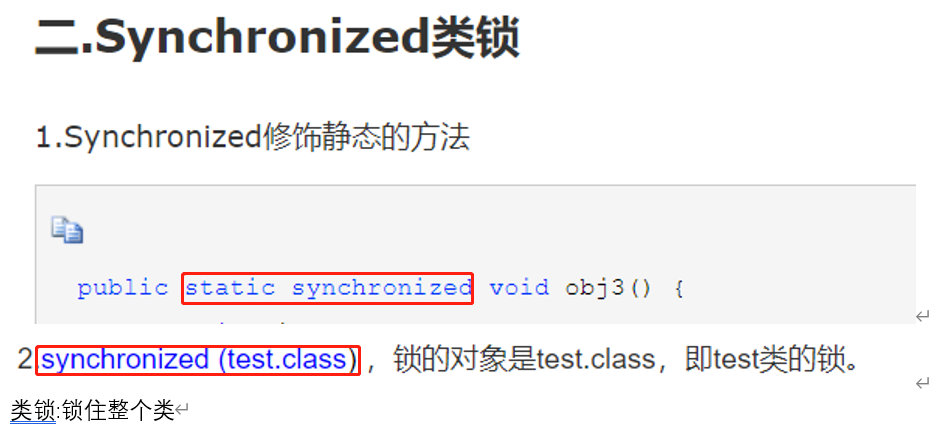 二.Synchronized类锁
1.Synchronized修饰静态的方法
public static synchronized void obj3() {
2.synchronized (test.class) ，锁的对象是test.class，即test类的锁。
类锁:锁住整个类